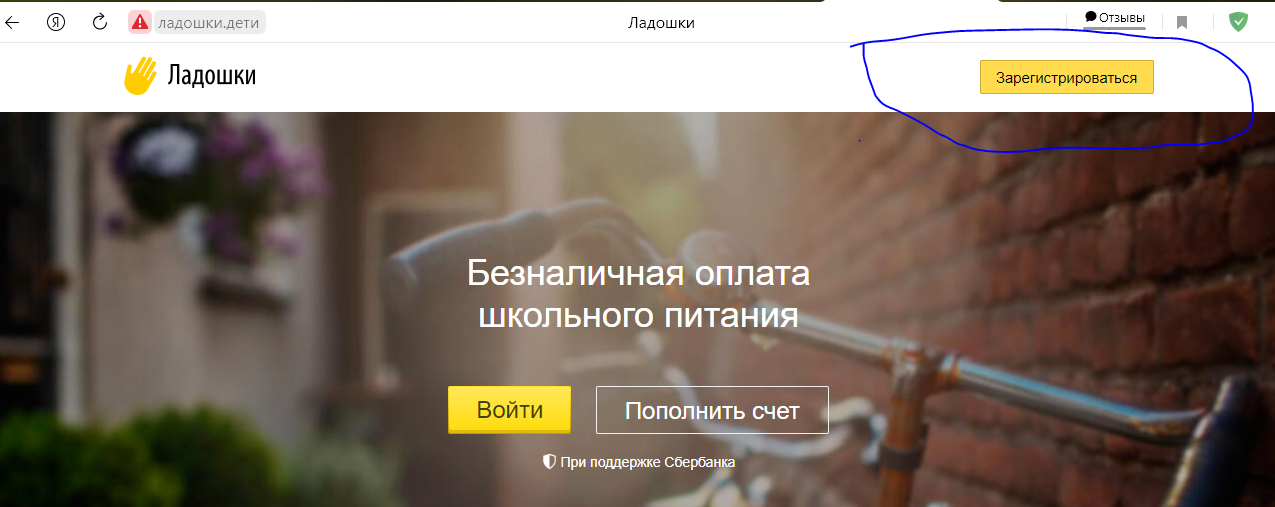 ладошки.дети
Ладошки
Отзывы
Ладошки
Зарегистрироваться
Безналичная оплата
школьного питания
Войти
Пополнить счет
При поддержке Сбербанка